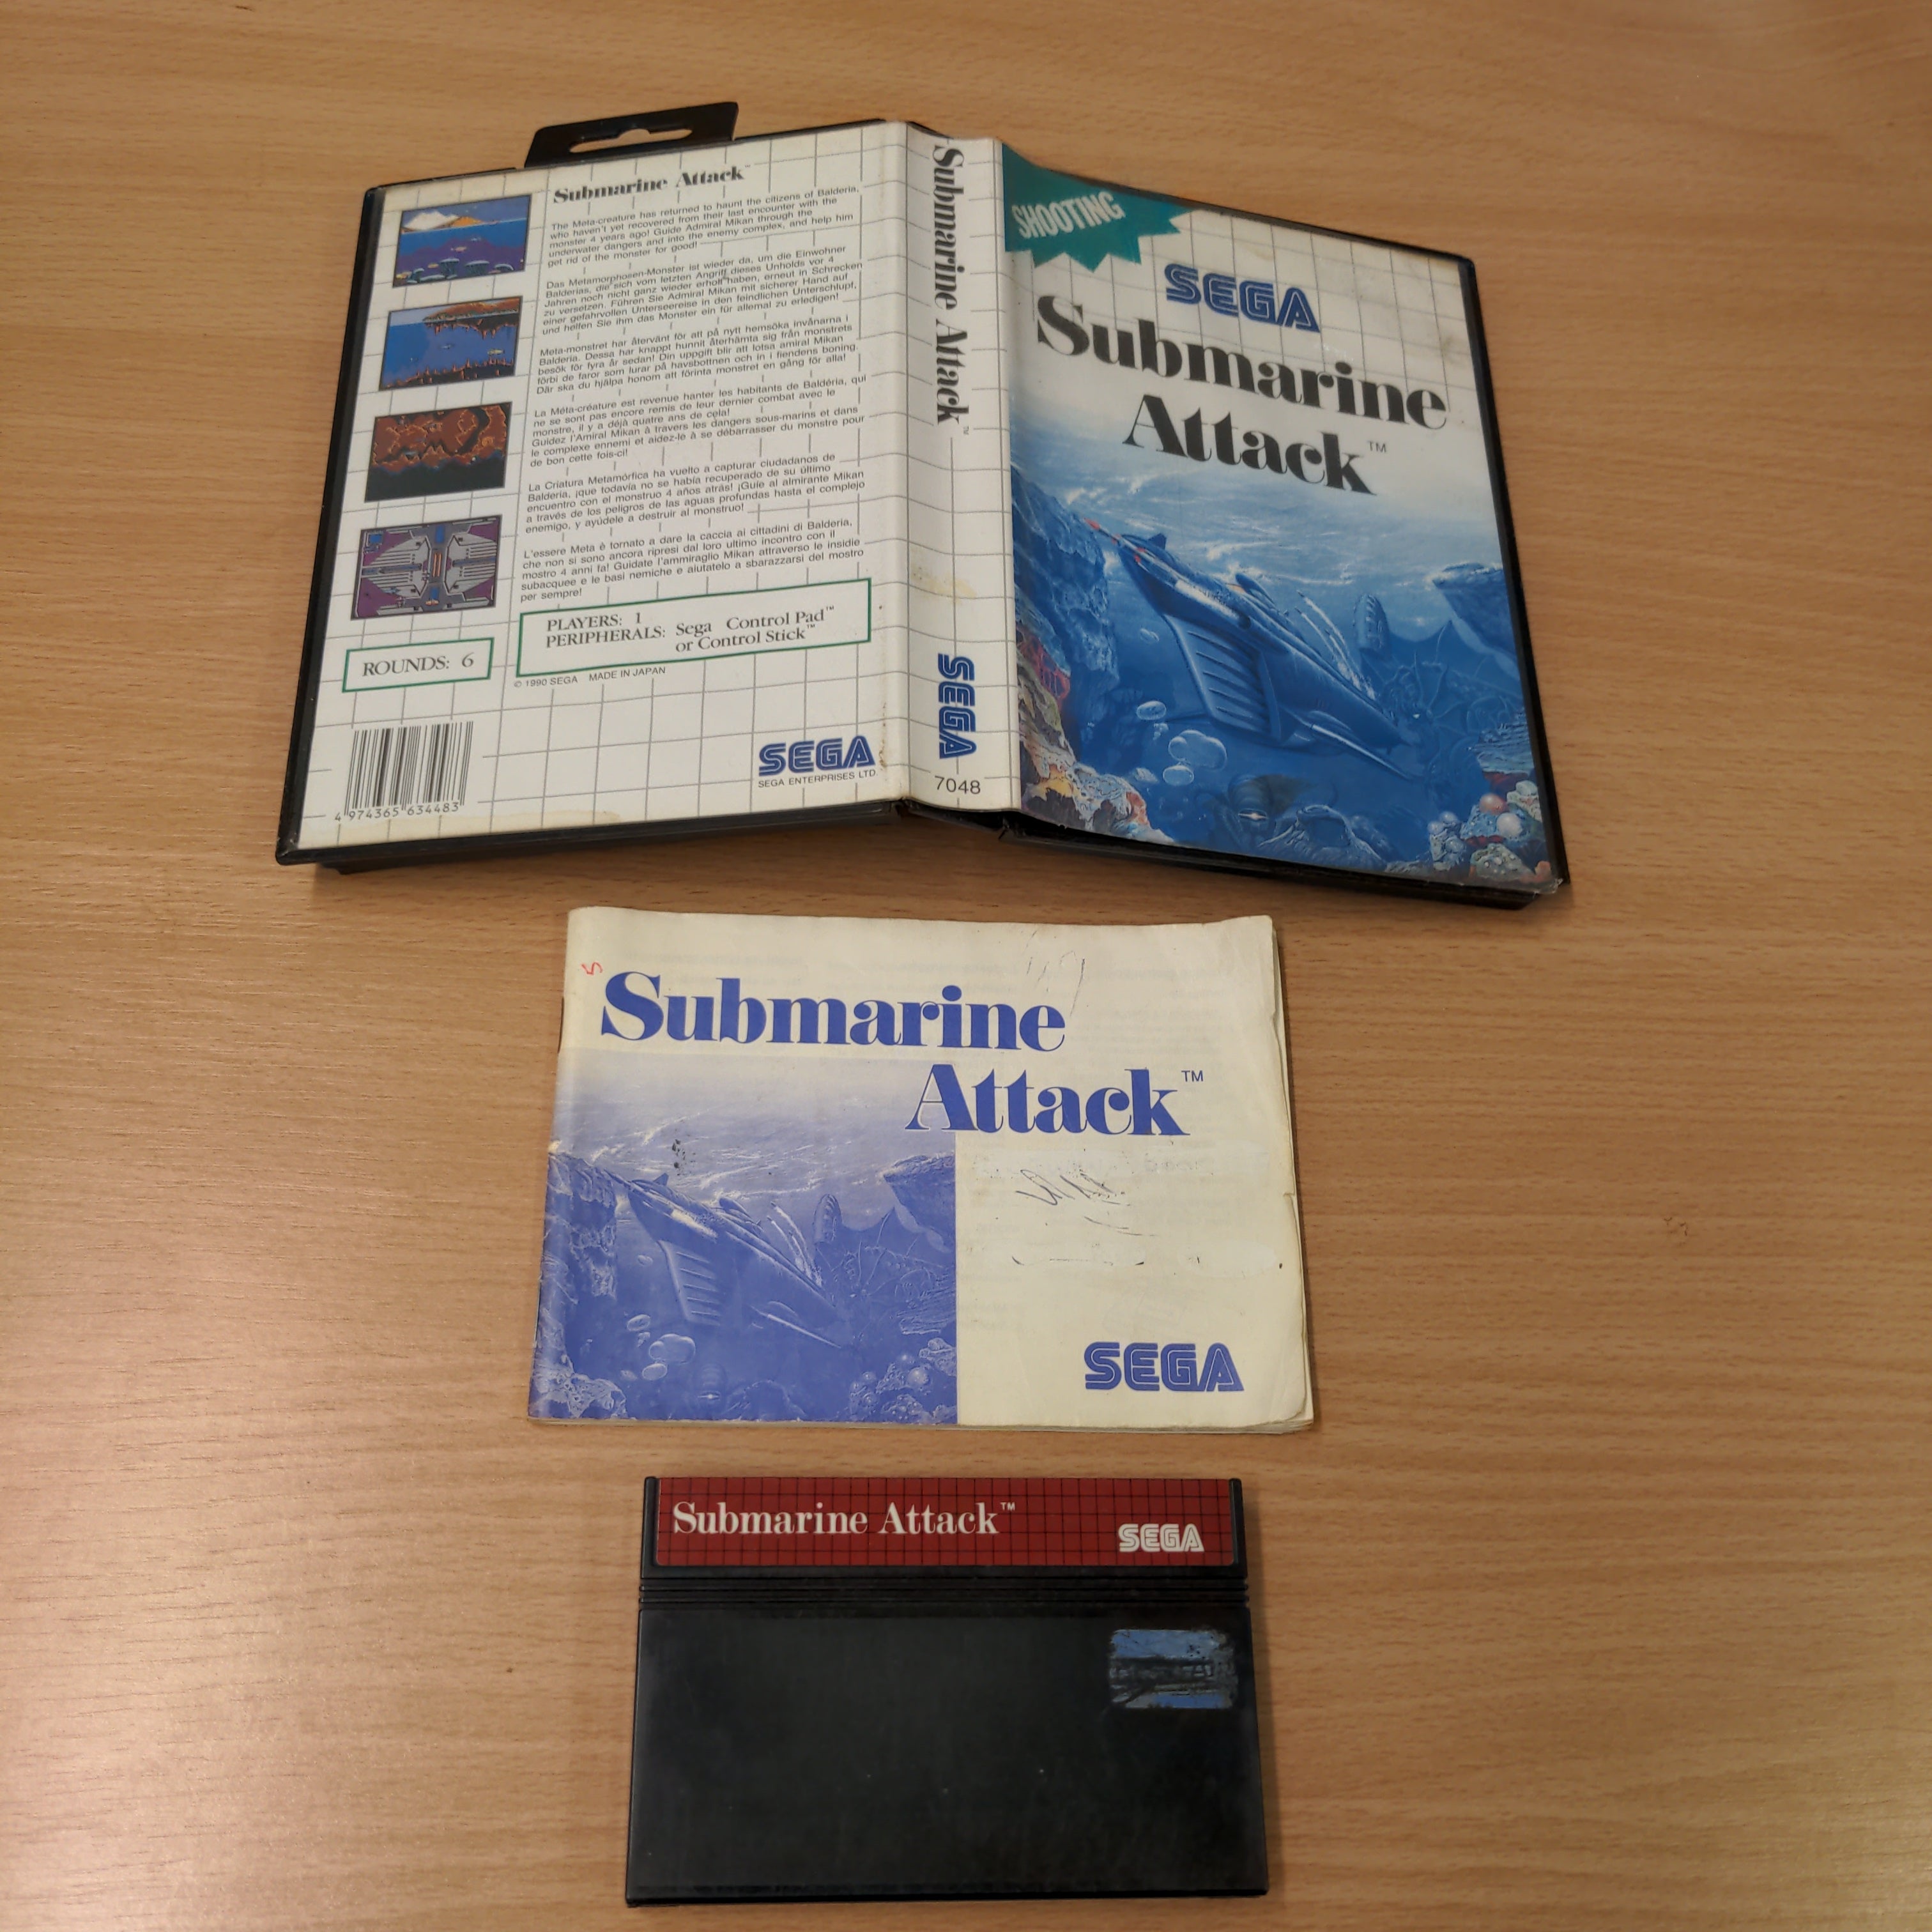 Submarine Attack™
The Meta-creature has returned to haunt the citizens of Balderia,
who haven't yet recovered from their last encounter with the
monster 4 years ago! Guide Admiral Mikan through the
underwater dangers and into the enemy complex, and help him
get rid of the monster for good!
Das Metamorphosen-Monster ist wieder da, um die Einwohner
Balderias, die sich vom letzten Angriff dieses Unholds vor 4
Jahren noch nicht ganz wieder erholt haben, erneut in Schrecken
zu versetzen. Führen Sie Admiral Mikan mit sicherer Hand auf
einer gefahrvollen Unterseereise in den feindlichen Unterschlupf,
und helfen Sie ihm das Monster ein für allemal zu erledigen!
Meta-monstret har återvänt för att på nytt hemsöka invånarna i
Balderia. Dessa har knappt hunnit återhämta sig från monstrets
besök för fyra år sedan! Din uppgift blir att lotsa amiral Mikan
förbi de faror som lurar på havsbottnen och in i fiendens boning.
Där ska du hjälpa honom att förinta monstret en gång för alla!
La Méta-créature est revenue hanter les habitants de Baldéria, qui
ne se sont pas encore remis de leur dernier combat avec le
monstre, il y a déjà quatre ans de cela!
Guidez l'Amiral Mikan à travers les dangers sous-marins et dans
le complexe ennemi et aidez-le à se débarrasser du monstre pour
de bon cette fois-ci!
La Criatura Metamórfica ha vuelto a capturar ciudadanos de
Balderia, ¡que todavía no se había recuperado de su último
encuentro con el monstruo 4 años atrás! ¡Guíe al almirante Mikan
a través de los peligros de las aguas profundas hasta el complejo
enemigo, y ayúdele a destruir al monstruo!
L'essere Meta è tornato a dare la caccia ai cittadini di Balderia,
che non si sono ancora ripresi dal loro ultimo incontro con il
mostro 4 anni fa! Guidate l'ammiraglio Mikan attraverso le insidie
subacquee e le basi nemiche e aiutatelo a sbarazzarsi del mostro
per sempre!
PLAYERS: 1
PERIPHERALS: Sega Control Pad™
or Control Stick™
ROUNDS: 6
© 1990 SEGA MADE IN JAPAN
4 974365 634483
SEGA
SEGA ENTERPRISES LTD.
Submarine Attack™
SEGA
7048
SHOOTING
SEGA
Submarine
Attack™
5
Submarine
Attack™
SEGA
Submarine Attack™
SEGA